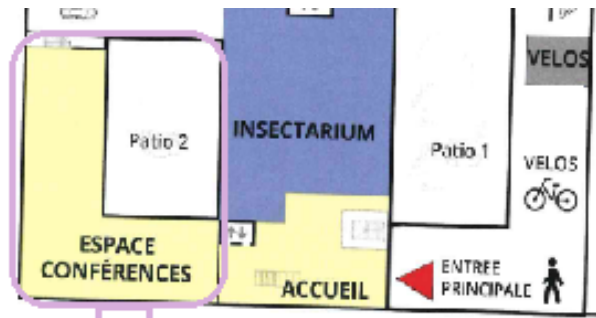 VELOS
INSECTARIUM
Patio 2
Patio 1
VELOS
ESPACE
CONFÉRENCES
ACCUEIL
ENTREE
PRINCIPALE